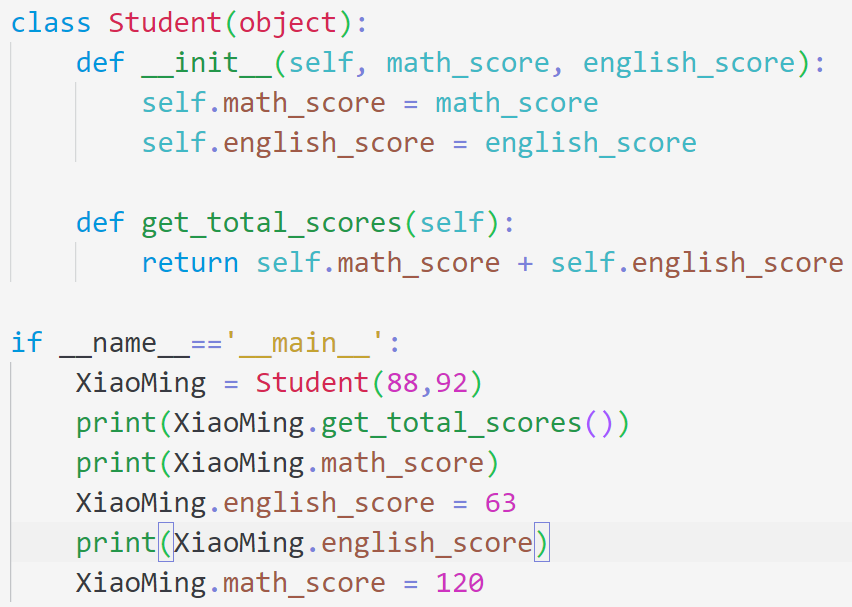 class Student(object):
    def __init__(self, math_score, english_score):
        self.math_score = math_score
        self.english_score = english_score
    def get_total_scores(self):
        return self.math_score + self.english_score
if __name__=='__main__':
    XiaoMing = Student(88,92)
    print(XiaoMing.get_total_scores())
    print(XiaoMing.math_score)
    XiaoMing.english_score = 63
    print(XiaoMing.english_score)
    XiaoMing.math_score = 120